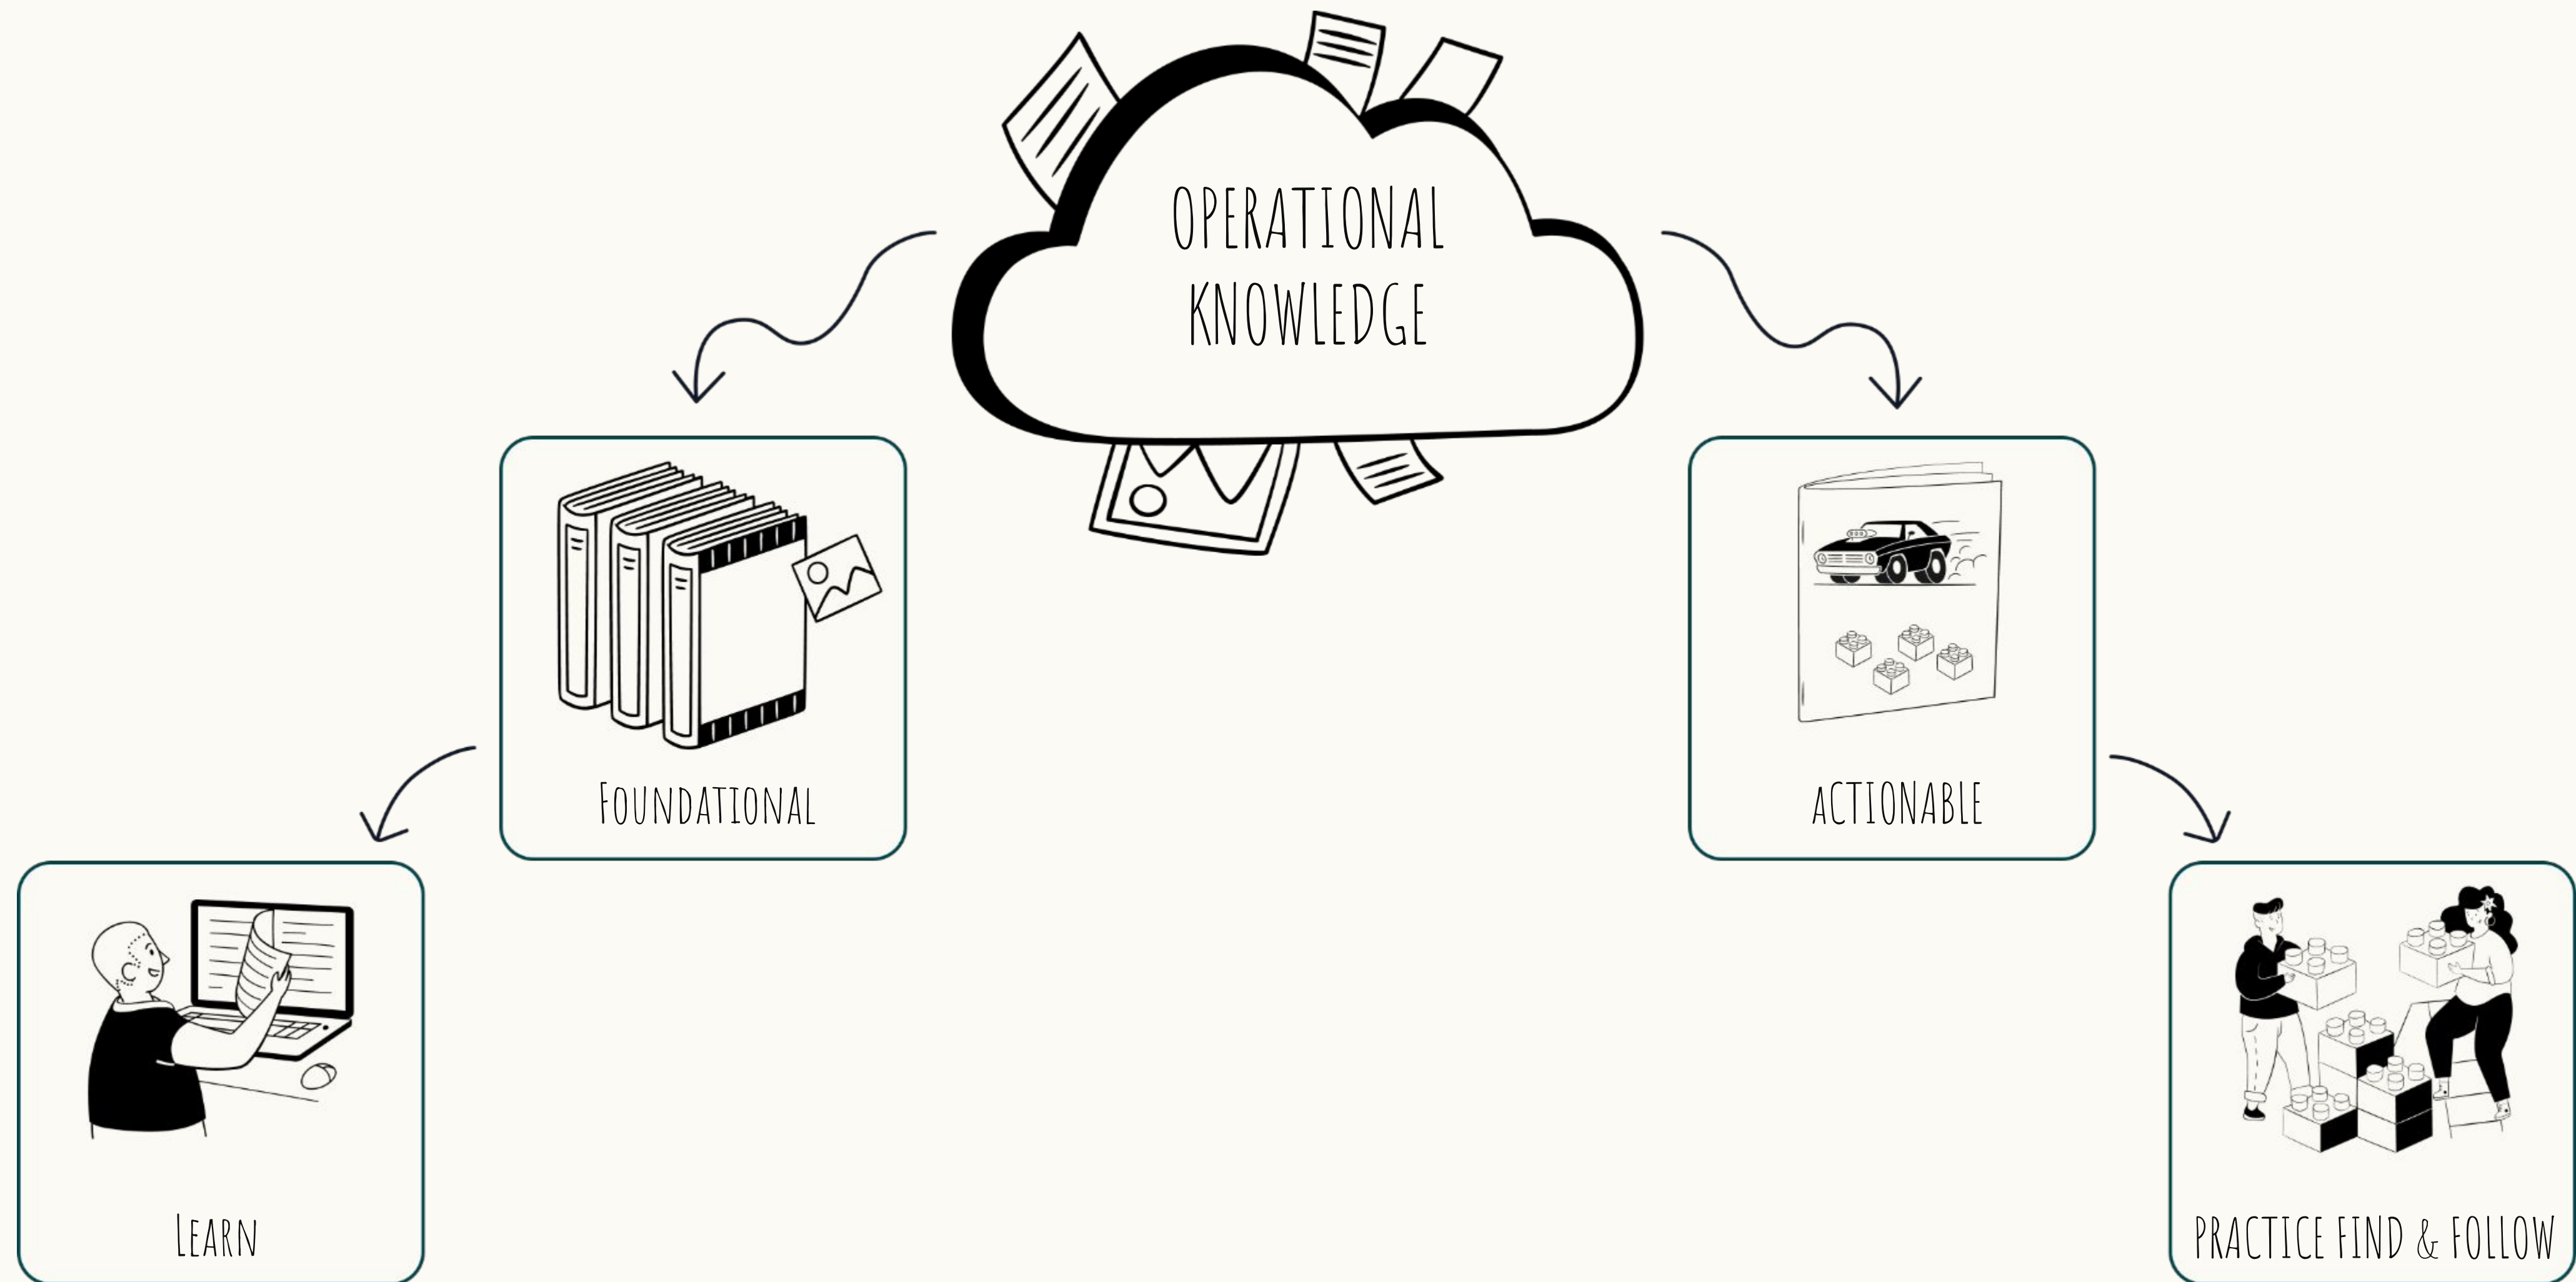 OPERATIONAL
KNOWLEDGE
FOUNDATIONAL
ACTIONABLE
LEARN
PRACTICE FIND & FOLLOW